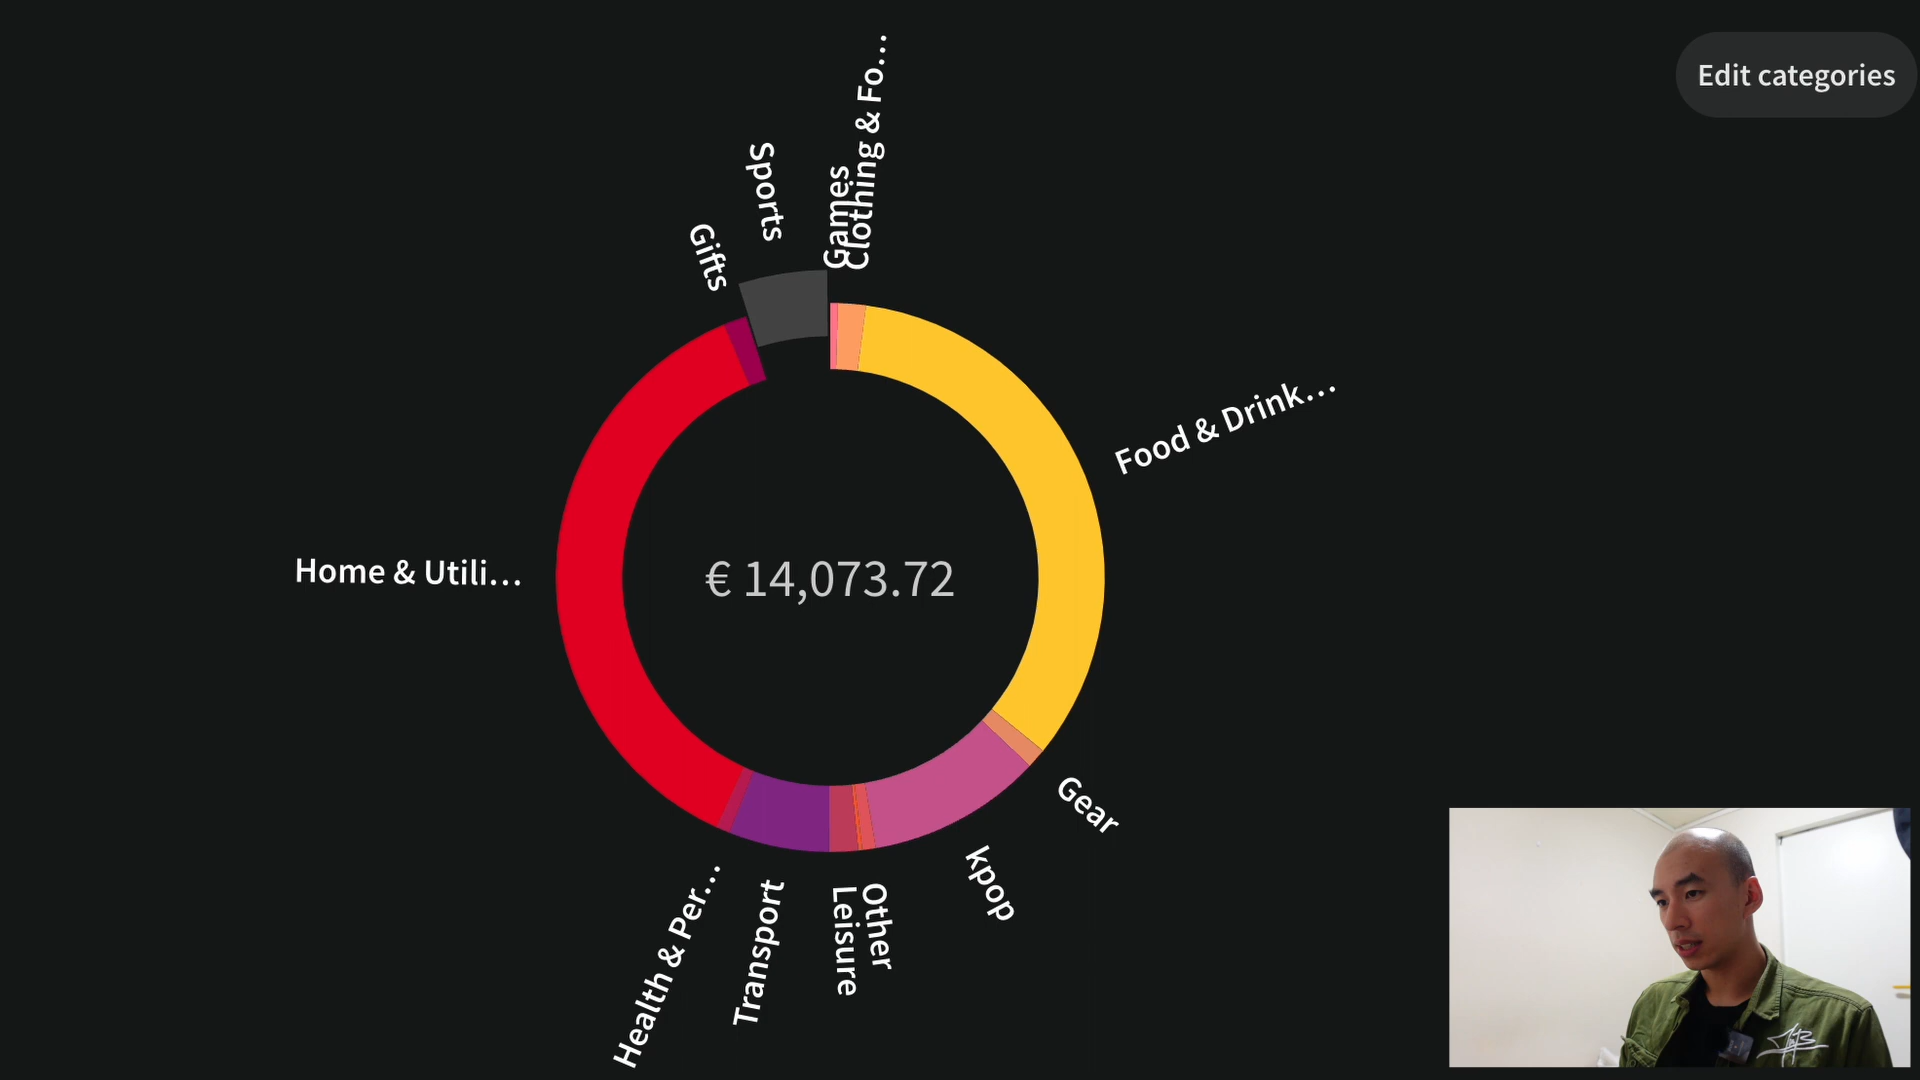 Edit categories
Clothing & Fo...
Games
Sports
Gifts
Food & Drink...
Home & Utili...
€ 14,073.72
Gear
kpop
Other
Leisure
Transport
Health & Per...